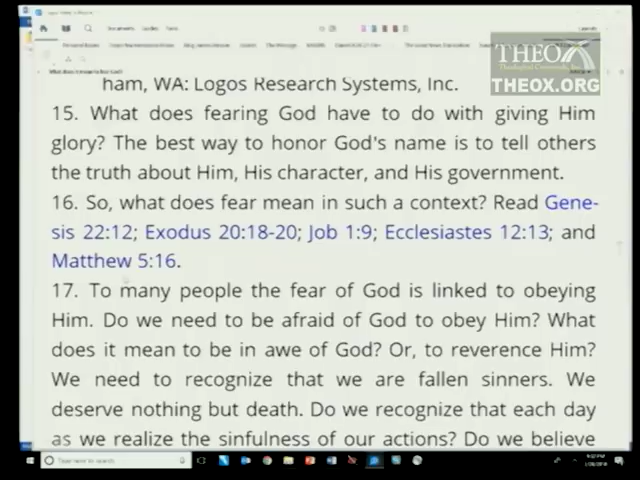 THEOX
THEOX.ORG
ham, WA: Logos Research Systems, Inc.
15. What does fearing God have to do with giving Him
glory? The best way to honor God's name is to tell others
the truth about Him, His character, and His government.
16. So, what does fear mean in such a context? Read Gene-
sis 22:12; Exodus 20:18-20; Job 1:9; Ecclesiastes 12:13; and
Matthew 5:16.
17. To many people the fear of God is linked to obeying
Him. Do we need to be afraid of God to obey Him? What
does it mean to be in awe of God? Or, to reverence Him?
We need to recognize that we are fallen sinners. We
deserve nothing but death. Do we recognize that each day
as we realize the sinfulness of our actions? Do we believe